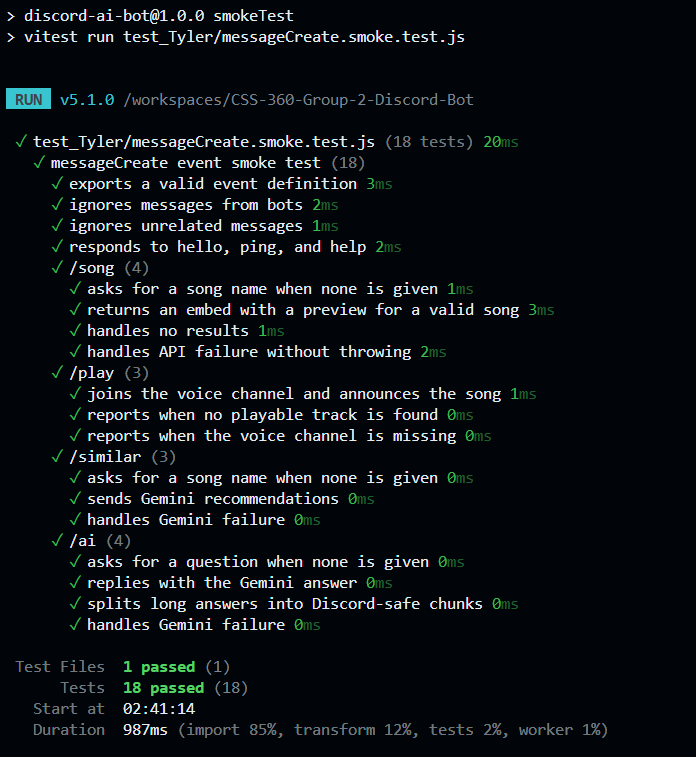 > discord-ai-bot@1.0.0 smokeTest
> vitest run test_Tyler/messageCreate.smoke.test.js
RUN v5.1.0 /workspaces/CSS-360-Group-2-Discord-Bot
✓ test_Tyler/messageCreate.smoke.test.js (18 tests) 20ms
✓ messageCreate event smoke test (18)
✓ exports a valid event definition 3ms
✓ ignores messages from bots 2ms
✓ ignores unrelated messages 1ms
✓ responds to hello, ping, and help 2ms
✓ /song (4)
✓ asks for a song name when none is given 1ms
✓ returns an embed with a preview for a valid song 3ms
✓ handles no results 1ms
✓ handles API failure without throwing 2ms
✓ /play (3)
✓ joins the voice channel and announces the song 1ms
✓ reports when no playable track is found 0ms
✓ reports when the voice channel is missing 0ms
✓ /similar (3)
✓ asks for a song name when none is given 0ms
✓ sends Gemini recommendations 0ms
✓ handles Gemini failure 0ms
✓ /ai (4)
✓ asks for a question when none is given 0ms
✓ replies with the Gemini answer 0ms
✓ splits long answers into Discord-safe chunks 0ms
✓ handles Gemini failure 0ms
Test Files 1 passed (1)
Tests 18 passed (18)
Start at 02:41:14
Duration 987ms (import 85%, transform 12%, tests 2%, worker 1%)